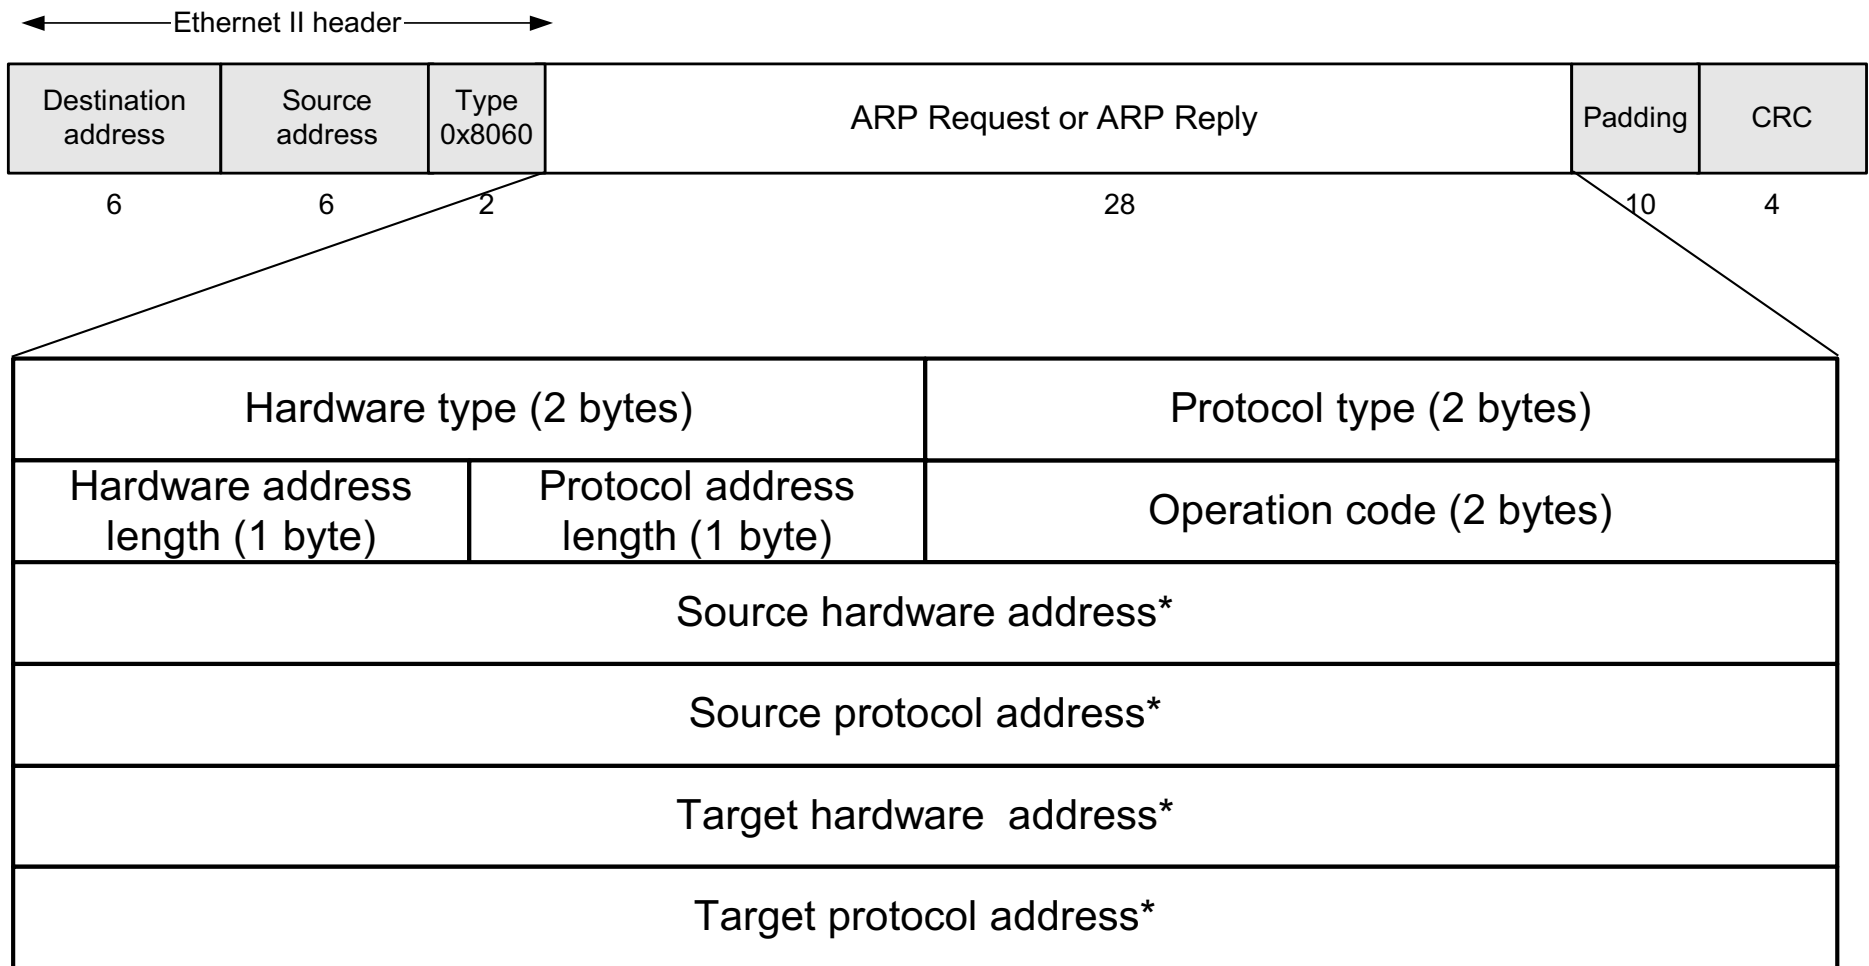 Ethernet II header
Destination
address
Source
address
Type
0x8060
ARP Request or ARP Reply
Padding
CRC
6
6
2
28
10
4
Hardware type (2 bytes)
Protocol type (2 bytes)
Hardware address
length (1 byte)
Protocol address
length (1 byte)
Operation code (2 bytes)
Source hardware address*
Source protocol address*
Target hardware  address*
Target protocol address*